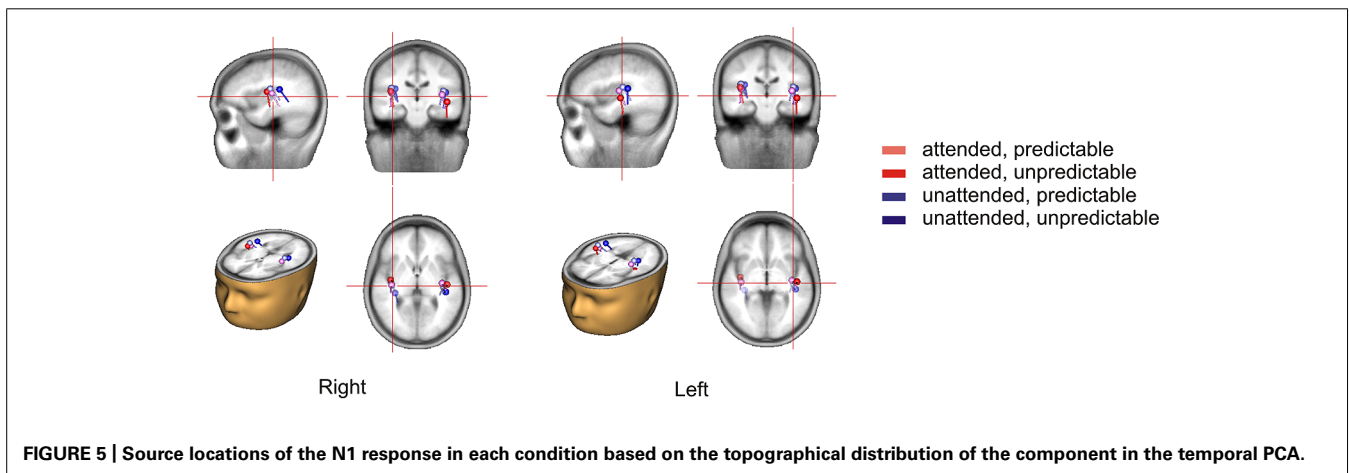 attended, predictable
attended, unpredictable
unattended, predictable
unattended, unpredictable
Right
Left
FIGURE 5 | Source locations of the N1 response in each condition based on the topographical distribution of the component in the temporal PCA.